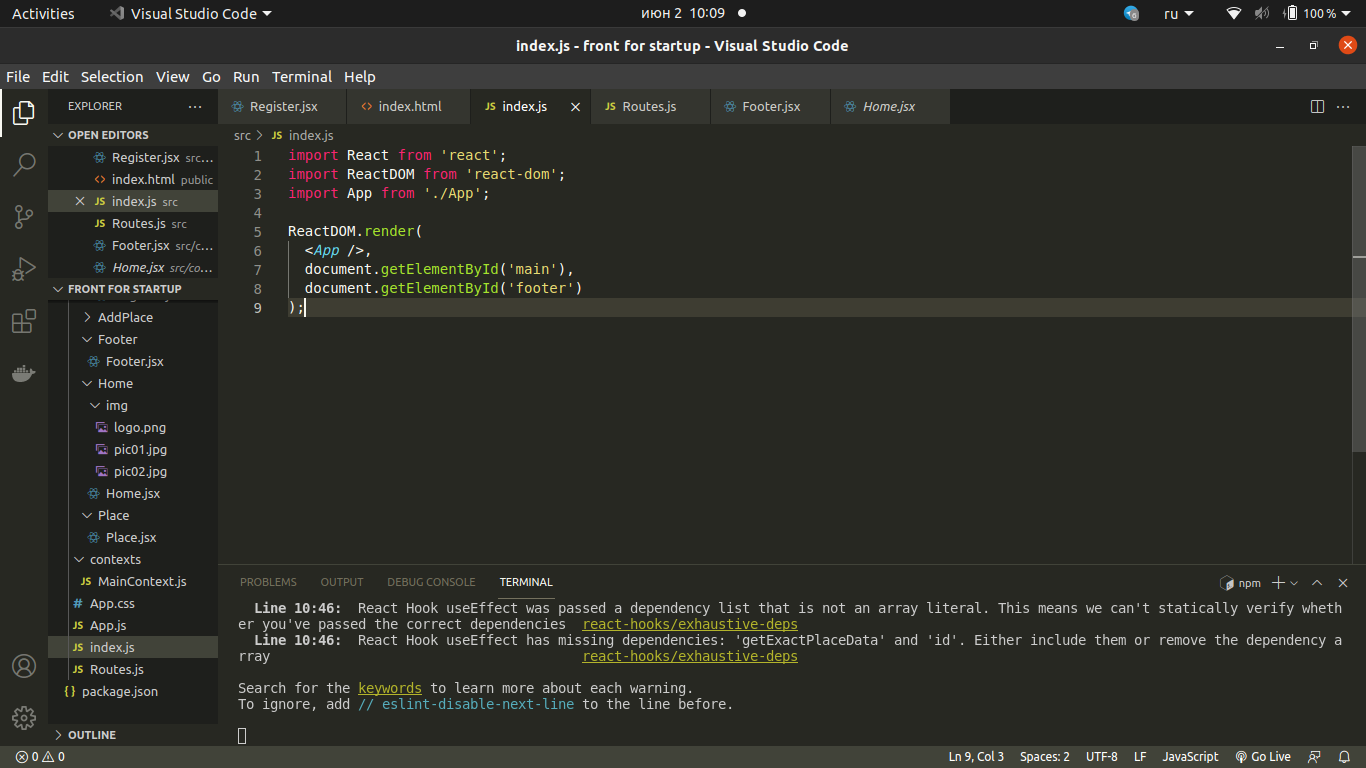 Activities Visual Studio Code июн 2 10:09 ru 100 %
index.js - front for startup - Visual Studio Code
File Edit Selection View Go Run Terminal Help
EXPLORER
OPEN EDITORS
Register.jsx src...
index.html public
JS index.js src
JS Routes.js src
Footer.jsx src/c...
Home.jsx src/co...
FRONT FOR STARTUP
AddPlace
Footer
Footer.jsx
Home
img
logo.png
pic01.jpg
pic02.jpg
Home.jsx
Place
Place.jsx
contexts
JS MainContext.js
# App.css
JS App.js
JS index.js
JS Routes.js
{} package.json
OUTLINE
Register.jsx <> index.html JS index.js JS Routes.js Footer.jsx Home.jsx
src > JS index.js
1 import React from 'react';
2 import ReactDOM from 'react-dom';
3 import App from './App';
4
5 ReactDOM.render(
6 <App />,
7 document.getElementById('main'),
8 document.getElementById('footer')
9 );
PROBLEMS OUTPUT DEBUG CONSOLE TERMINAL npm
Line 10:46: React Hook useEffect was passed a dependency list that is not an array literal. This means we can't statically verify wheth
er you've passed the correct dependencies react-hooks/exhaustive-deps
Line 10:46: React Hook useEffect has missing dependencies: 'getExactPlaceData' and 'id'. Either include them or remove the dependency a
rray react-hooks/exhaustive-deps
Search for the keywords to learn more about each warning.
To ignore, add // eslint-disable-next-line to the line before.
0 0 Ln 9, Col 3 Spaces: 2 UTF-8 LF JavaScript Go Live